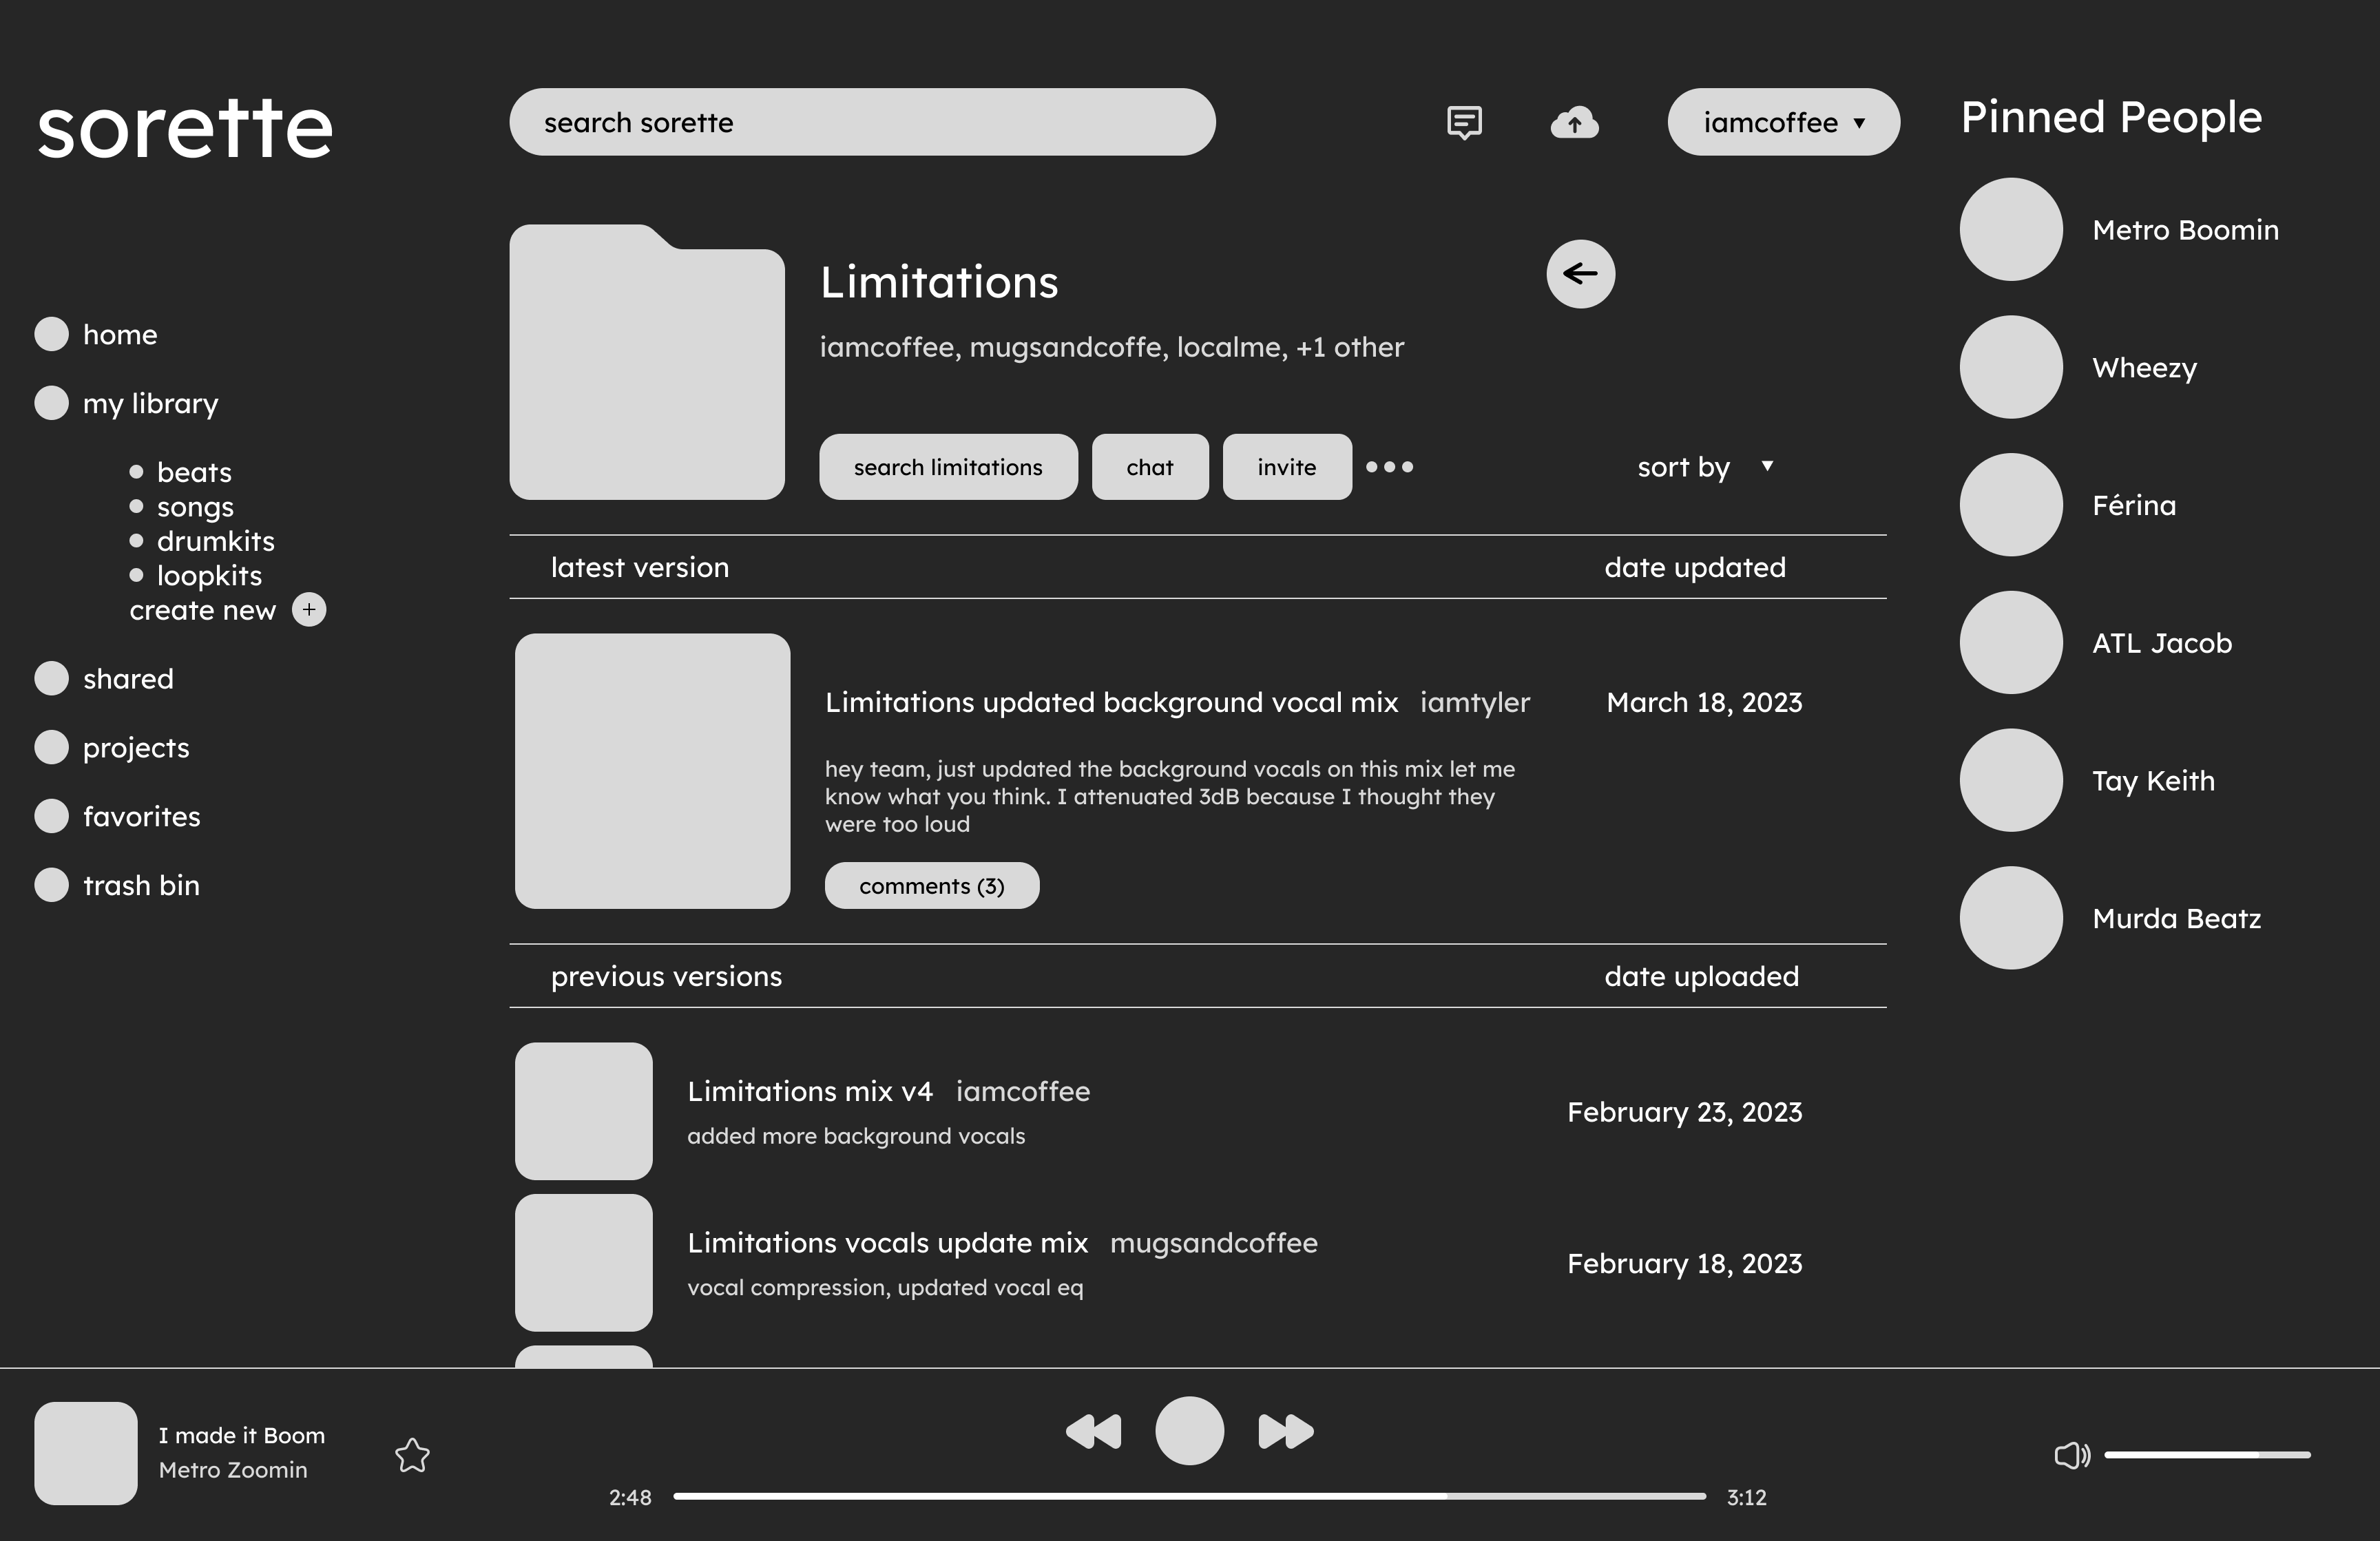 sorette
search sorette
iamcoffee
Pinned People
home
my library
beats
songs
drumkits
loopkits
create new
shared
projects
favorites
trash bin
Limitations
iamcoffee, mugsandcoffe, localme, +1 other
search limitations
chat
invite
sort by
latest version
date updated
Limitations updated background vocal mix iamtyler
March 18, 2023
hey team, just updated the background vocals on this mix let me
know what you think. I attenuated 3dB because I thought they
were too loud
comments (3)
previous versions
date uploaded
Limitations mix v4 iamcoffee
added more background vocals
February 23, 2023
Limitations vocals update mix mugsandcoffee
vocal compression, updated vocal eq
February 18, 2023
Metro Boomin
Wheezy
Férina
ATL Jacob
Tay Keith
Murda Beatz
I made it Boom
Metro Zoomin
2:48
3:12